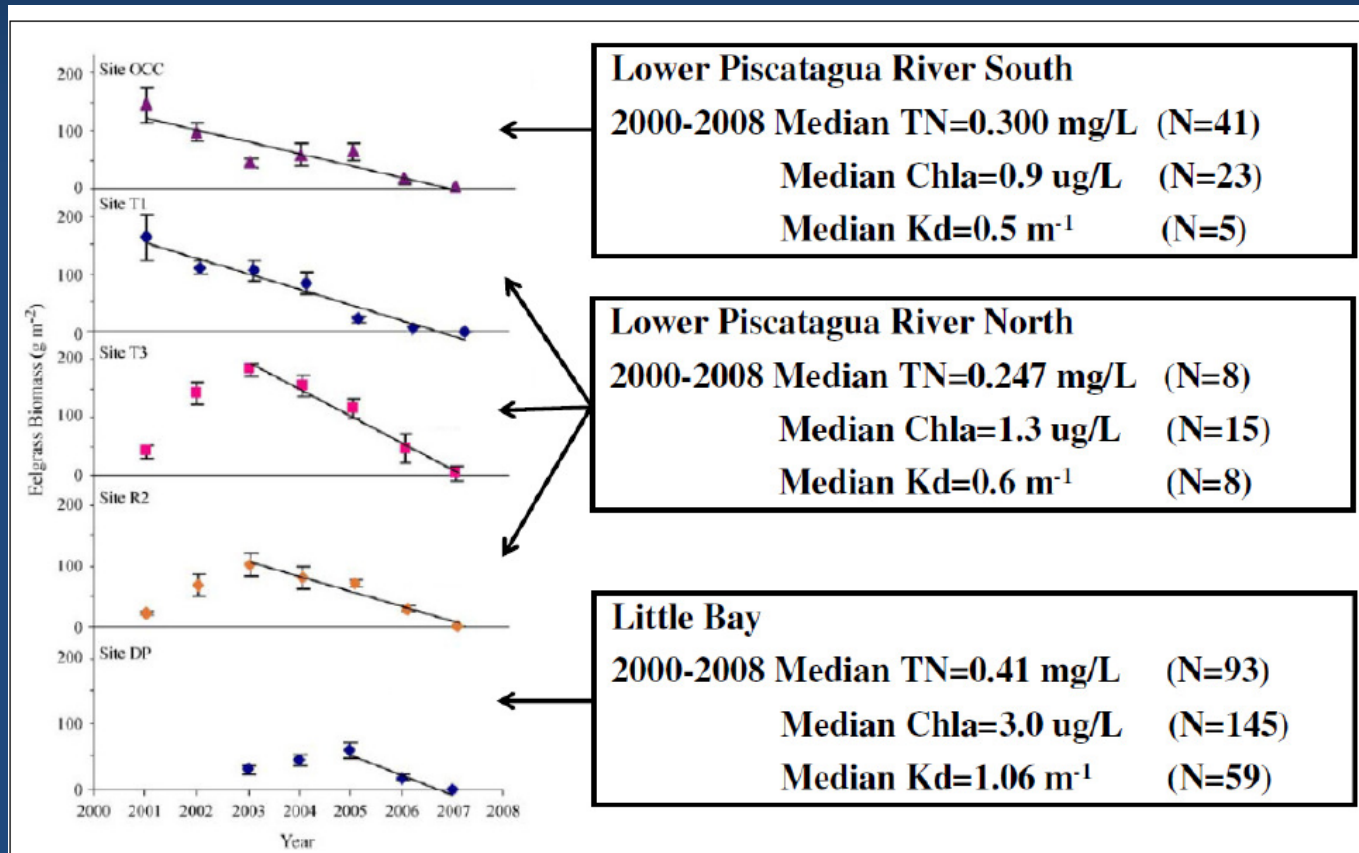 Site OCC
200
100
0
Site T1
200
100
0
Site T3
200
100
0
Site R2
200
100
0
Site DP
200
100
0
Eelgrass Biomass (g m⁻²)
2000 2001 2002 2003 2004 2005 2006 2007 2008
Year
Lower Piscatagua River South
2000-2008 Median TN=0.300 mg/L (N=41)
Median Chla=0.9 ug/L (N=23)
Median Kd=0.5 m⁻¹ (N=5)
Lower Piscatagua River North
2000-2008 Median TN=0.247 mg/L (N=8)
Median Chla=1.3 ug/L (N=15)
Median Kd=0.6 m⁻¹ (N=8)
Little Bay
2000-2008 Median TN=0.41 mg/L (N=93)
Median Chla=3.0 ug/L (N=145)
Median Kd=1.06 m⁻¹ (N=59)